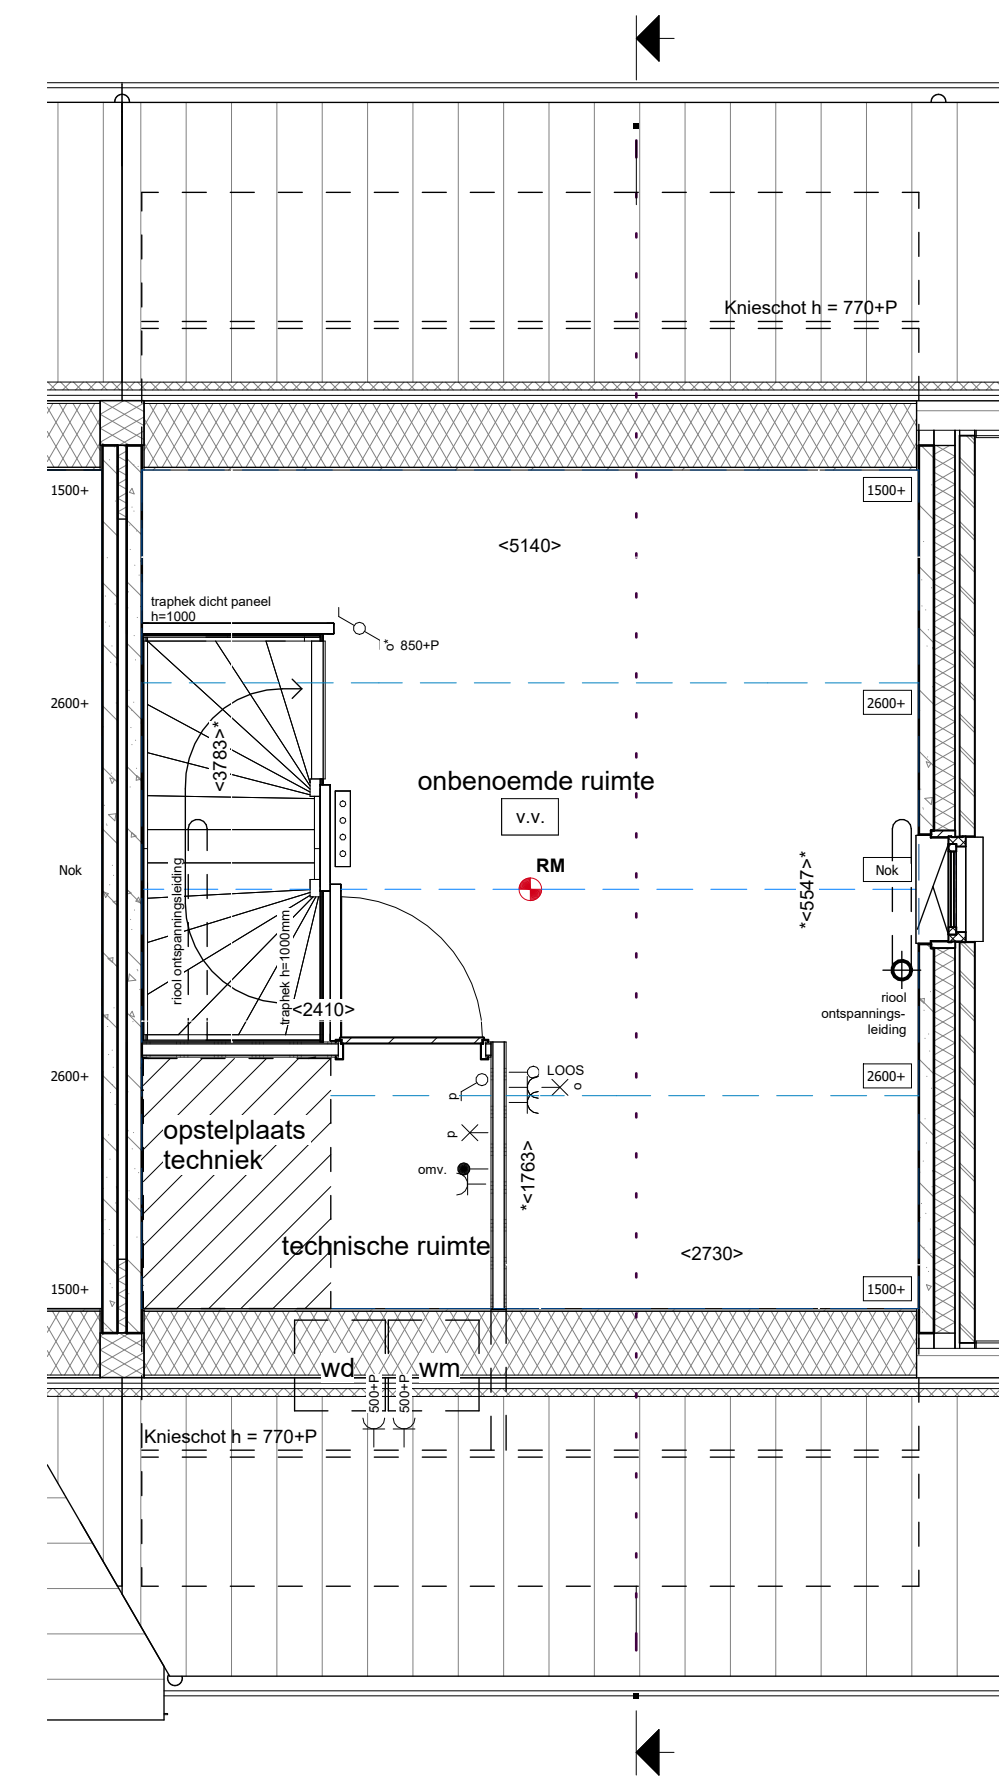 Knieschot h = 770+P
1500+
1500+
<5140>
traphek dicht paneel
h=1000
850+P
2600+
2600+
<3783>*
onbenoemde ruimte
v.v.
RM
Nok
Nok
*<5547>*
riool ontspanningsleiding
traphek h=1000mm
<2410>
riool
ontspannings-
leiding
LOOS
o
p
2600+
2600+
opstelplaats
techniek
p
omv.
*<1763>
technische ruimte
<2730>
1500+
1500+
wd
wm
500+P
500+P
Knieschot h = 770+P